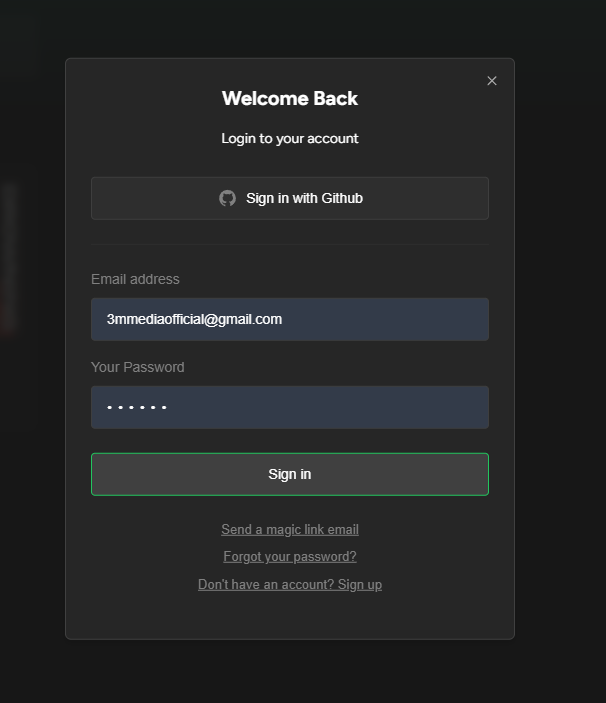 Welcome Back
Login to your account
Sign in with Github
Email address
3mmediaofficial@gmail.com
Your Password
••••••
Sign in
Send a magic link email
Forgot your password?
Don't have an account? Sign up